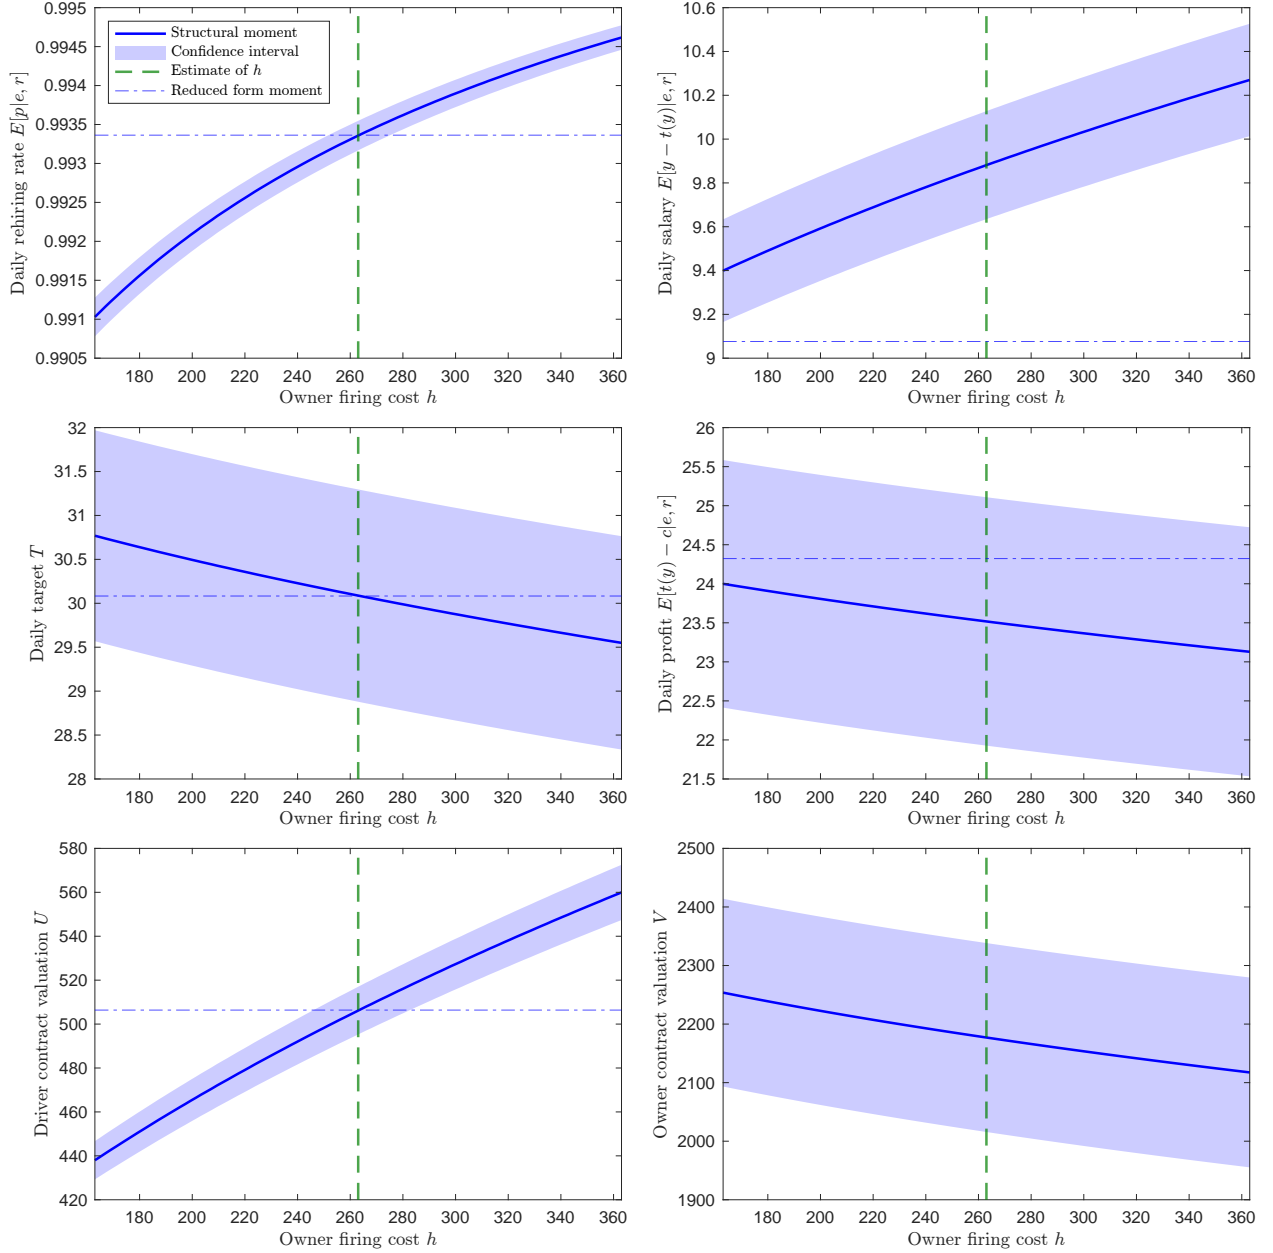 Daily rehiring rate E[p|e, r]
0.995
0.9945
0.994
0.9935
0.993
0.9925
0.992
0.9915
0.991
0.9905
Structural moment
Confidence interval
Estimate of h
Reduced form moment
180 200 220 240 260 280 300 320 340 360
Owner firing cost h
Daily salary E[y − t(y)|e, r]
10.6
10.4
10.2
10
9.8
9.6
9.4
9.2
9
180 200 220 240 260 280 300 320 340 360
Owner firing cost h
Daily target T
32
31.5
31
30.5
30
29.5
29
28.5
28
180 200 220 240 260 280 300 320 340 360
Owner firing cost h
Daily profit E[t(y) − c|e, r]
26
25.5
25
24.5
24
23.5
23
22.5
22
21.5
180 200 220 240 260 280 300 320 340 360
Owner firing cost h
Driver contract valuation U
580
560
540
520
500
480
460
440
420
180 200 220 240 260 280 300 320 340 360
Owner firing cost h
Owner contract valuation V
2500
2400
2300
2200
2100
2000
1900
180 200 220 240 260 280 300 320 340 360
Owner firing cost h